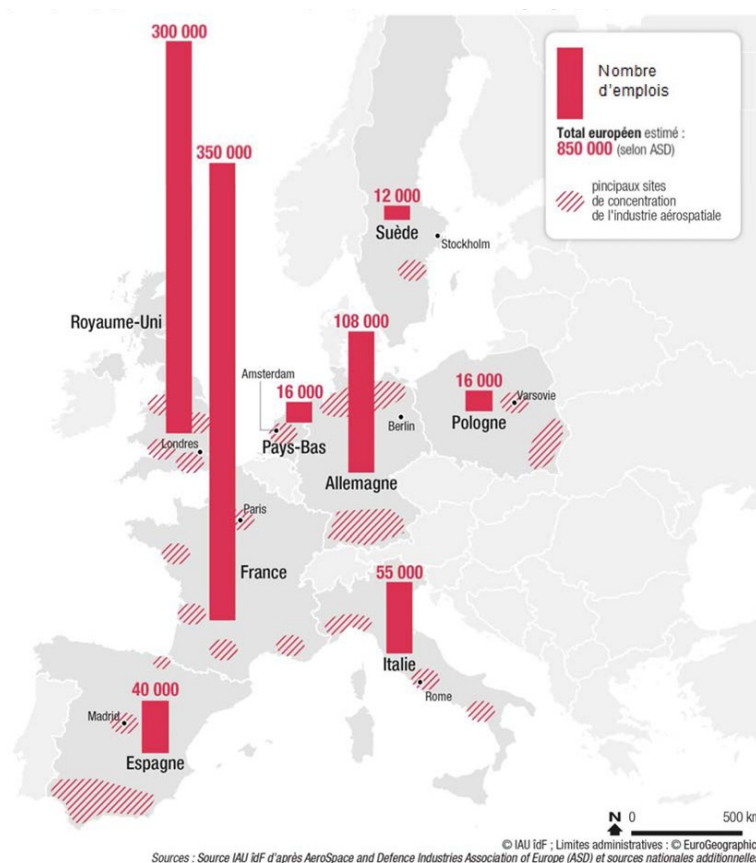 300 000
Nombre
d'emplois
Total européen estimé :
850 000 (selon ASD)
pincipaux sites
de concentration
de l'industrie aérospatiale
350 000
12 000
Suède
Stockholm
Royaume-Uni
108 000
Amsterdam
16 000
16 000
Varsovie
Berlin
Pologne
Pays-Bas
Londres
Allemagne
Paris
France
55 000
Italie
Rome
40 000
Madrid
Espagne
N 0 500 km
© IAU îdF ; Limites administratives : © EuroGeographic
Sources : Source IAU îdF d'après AeroSpace and Defence Industries Association of Europe (ASD) et sources nationales additionnelle